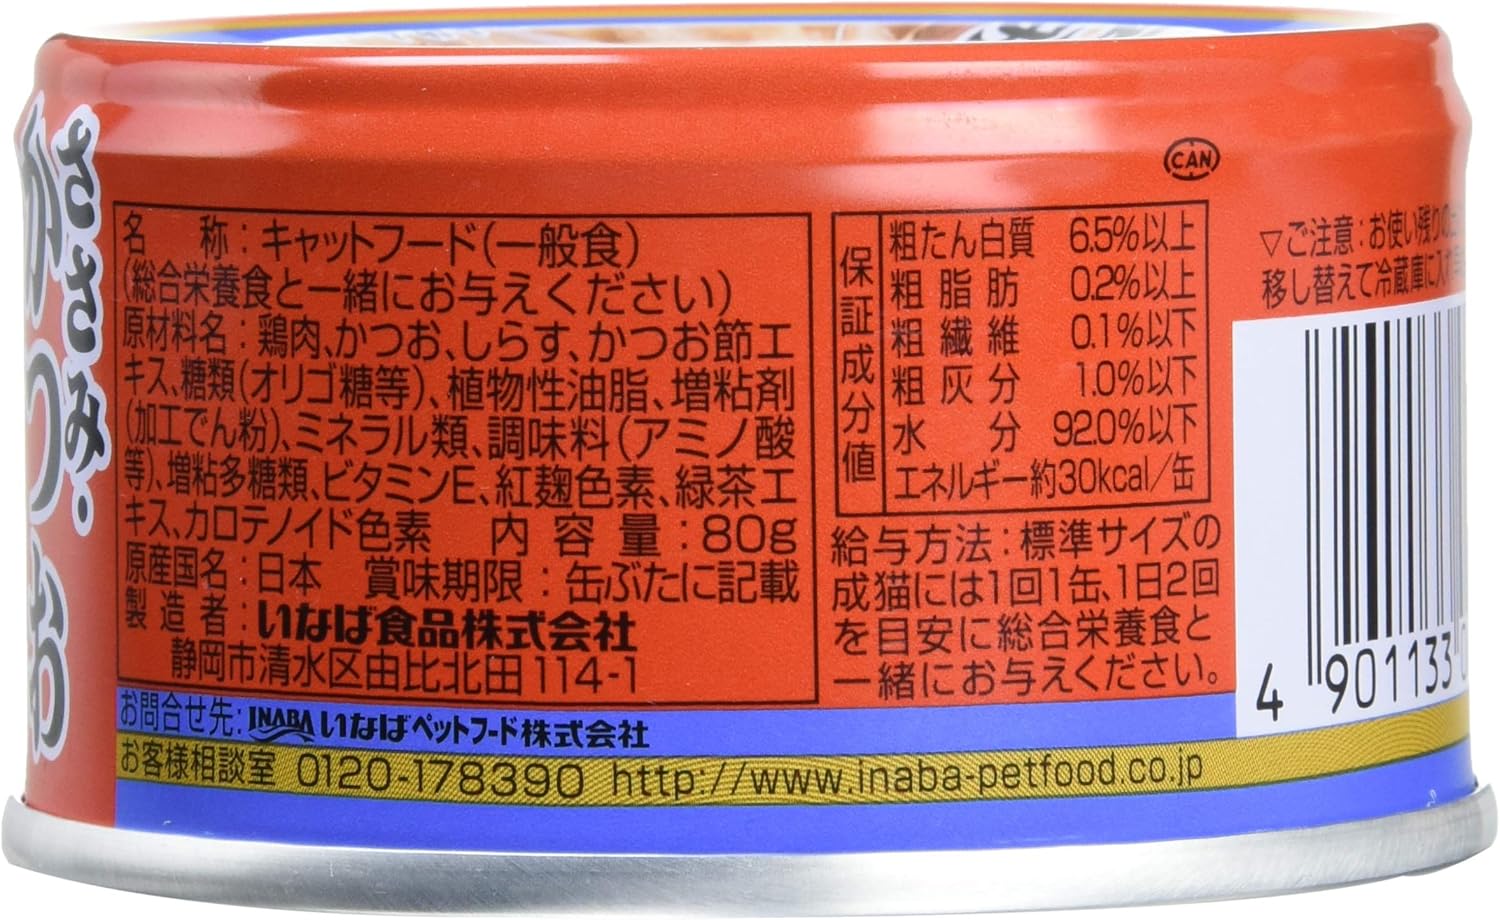 ささみ・
かつお
CAN
名称:キャットフード(一般食)
(総合栄養食と一緒にお与えください)
原材料名:鶏肉、かつお、しらす、かつお節エ
キス、糖類(オリゴ糖等)、植物性油脂、増粘剤
(加工でん粉)、ミネラル類、調味料(アミノ酸
等)、増粘多糖類、ビタミンE、紅麹色素、緑茶エ
キス、カロテノイド色素 内容量:80g
原産国名:日本 賞味期限:缶ぶたに記載
製造者:いなば食品株式会社
静岡市清水区由比北田114-1
お問合せ先:INABAいなばペットフード株式会社
お客様相談室 0120-178390 http://www.inaba-petfood.co.jp
保証成分値
粗たん白質 6.5%以上
粗脂肪 0.2%以上
粗繊維 0.1%以下
粗灰分 1.0%以下
水分 92.0%以下
エネルギー約30kcal/缶
給与方法:標準サイズの
成猫には1回1缶、1日2回
を目安に総合栄養食と
一緒にお与えください。
▽ご注意:お使い残りの
移し替えて冷蔵庫に入
4 901133